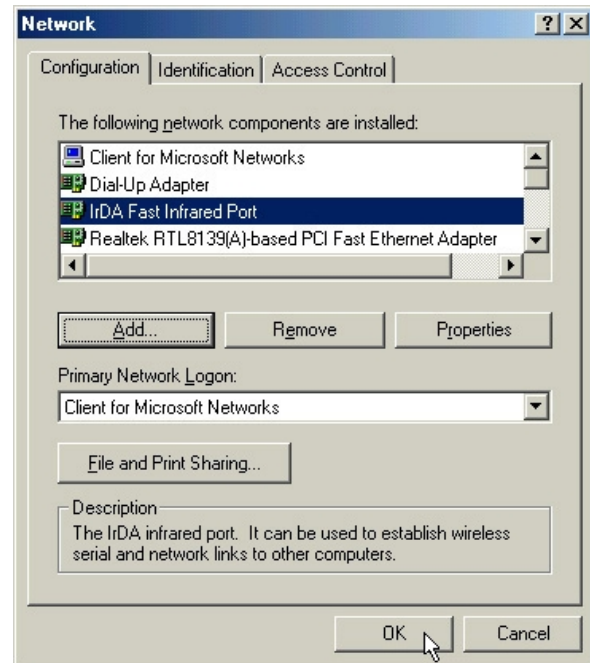 Network
Configuration Identification Access Control
The following network components are installed:
Client for Microsoft Networks
Dial-Up Adapter
IrDA Fast Infrared Port
Realtek RTL8139(A)-based PCI Fast Ethernet Adapter
Add... Remove Properties
Primary Network Logon:
Client for Microsoft Networks
File and Print Sharing...
Description
The IrDA infrared port. It can be used to establish wireless
serial and network links to other computers.
OK Cancel